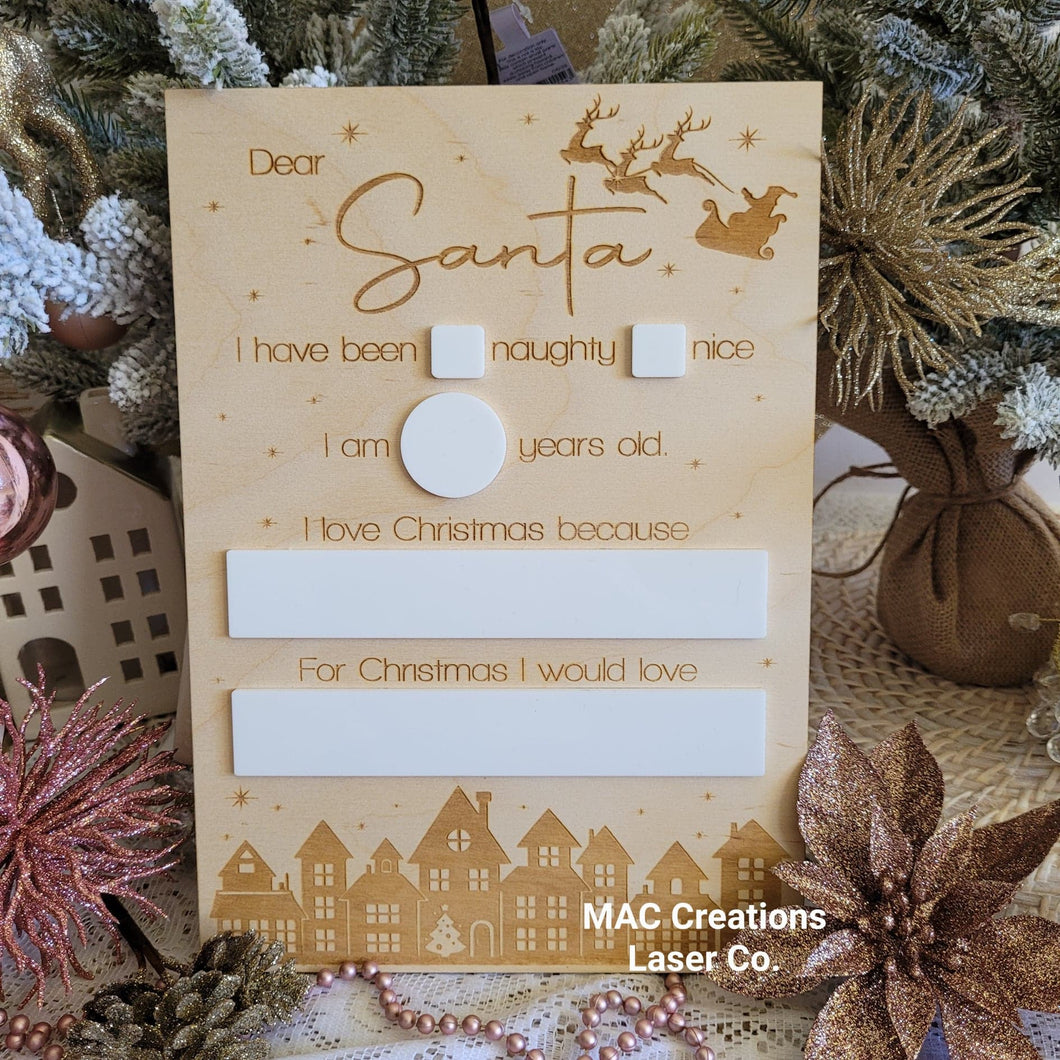 Dear
Santa
I have been naughty nice
I am years old.
I love Christmas because
For Christmas I would love
MAC Creations
Laser Co.